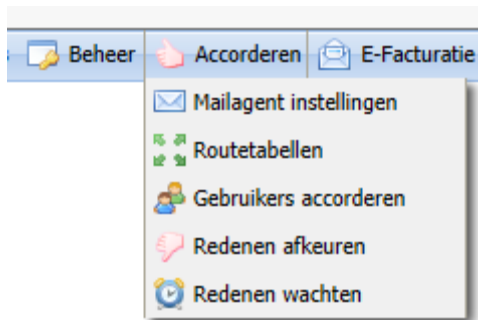 Beheer Accorderen E-Facturatie
Mailagent instellingen
Routetabellen
Gebruikers accorderen
Redenen afkeuren
Redenen wachten